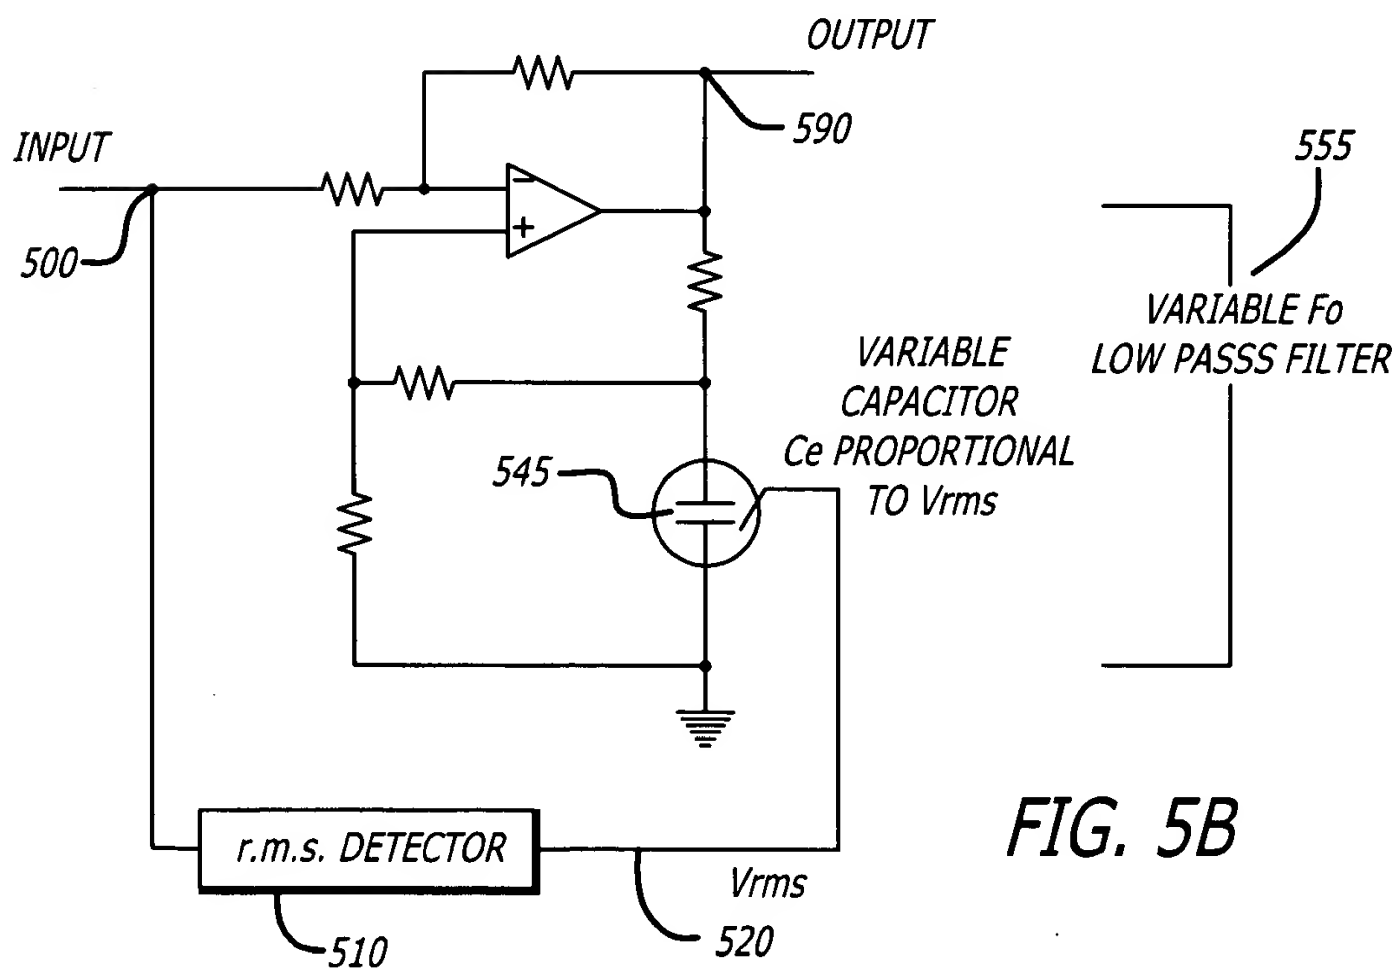 OUTPUT
590
INPUT
555
500
−
+
VARIABLE Fo
LOW PASSS FILTER
VARIABLE
CAPACITOR
Ce PROPORTIONAL
TO Vrms
545
r.m.s. DETECTOR
Vrms
510
520
FIG. 5B